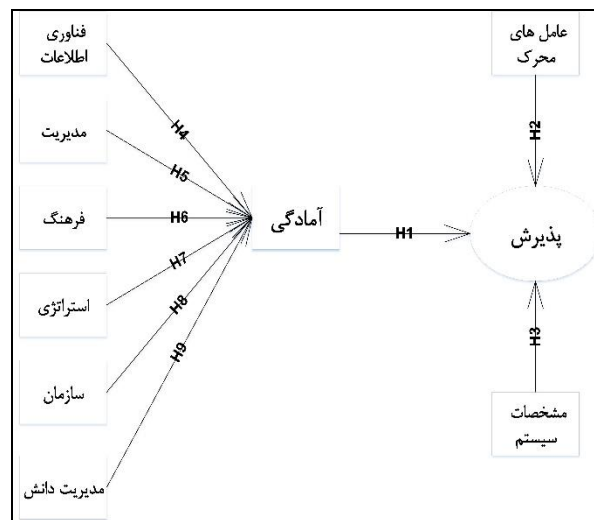 فناوری
اطلاعات
عامل های
محرک
H4
H2
مدیریت
H5
فرهنگ
H6
آمادگی
H1
پذیرش
استراتژی
H7
H8
H3
سازمان
H9
مشخصات
سیستم
مدیریت دانش